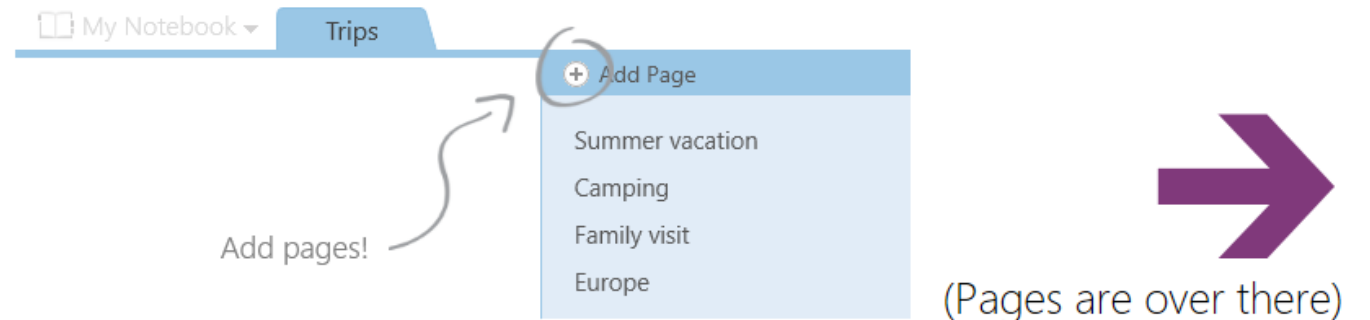 My Notebook
Trips
Add Page
Summer vacation
Camping
Add pages!
Family visit
Europe
(Pages are over there)